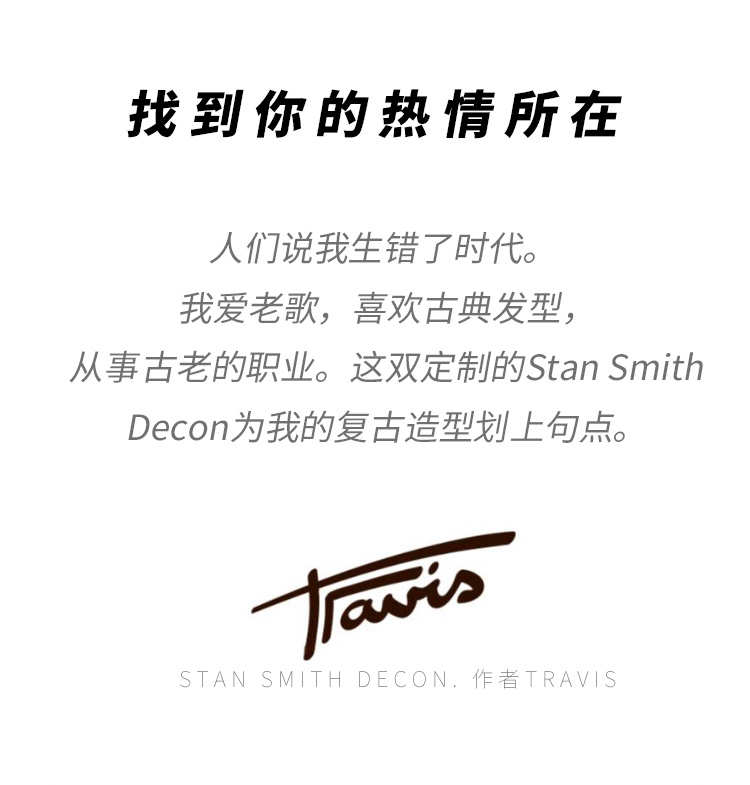 找到你的热情所在
人们说我生错了时代。
我爱老歌，喜欢古典发型，
从事古老的职业。这双定制的Stan Smith
Decon为我的复古造型划上句点。
Travis
STAN SMITH DECON. 作者TRAVIS